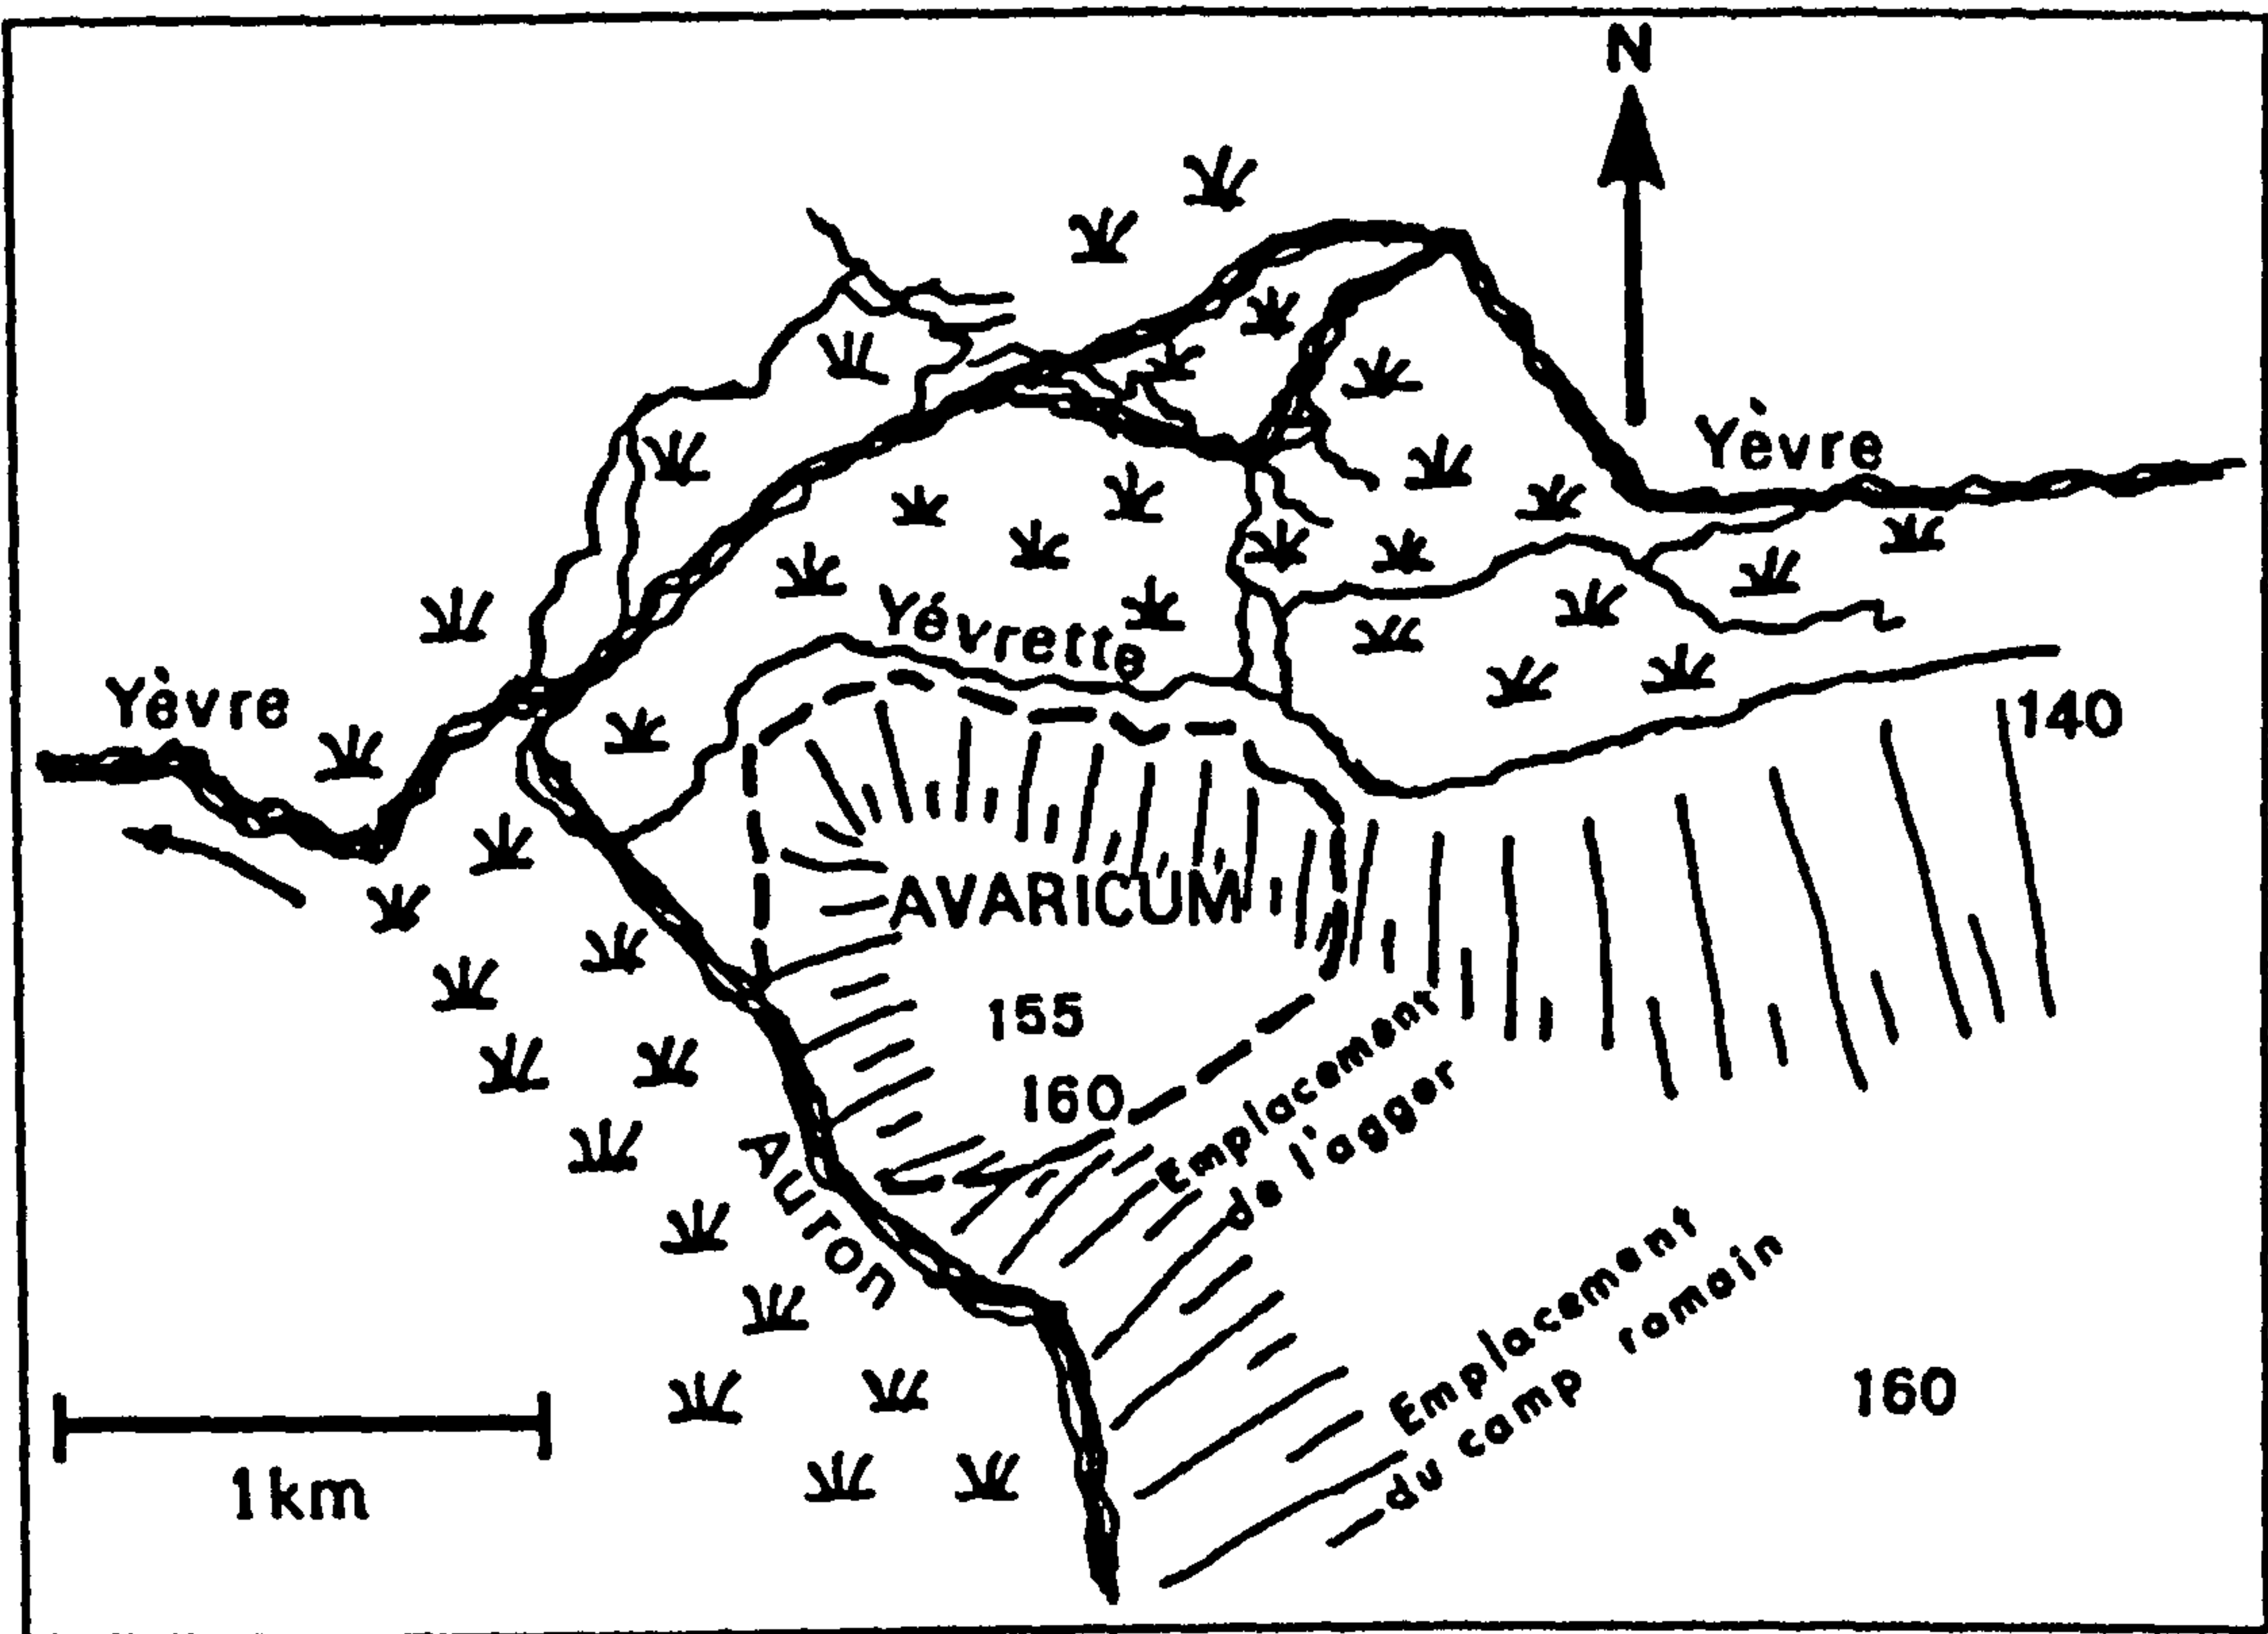 N
Yèvre
Yévrette
Yèvre
140
AVARICUM
155
160
Emplacement
de l'agger
Auron
Emplacement
du camp romain
160
1km